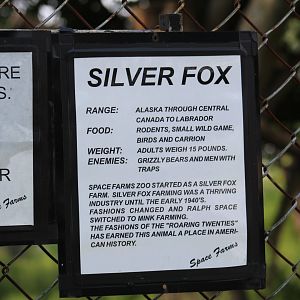 RE
S.
R
Space Farms
SILVER FOX
RANGE: ALASKA THROUGH CENTRAL
CANADA TO LABRADOR
FOOD: RODENTS, SMALL WILD GAME,
BIRDS AND CARRION
WEIGHT: ADULTS WEIGH 15 POUNDS.
ENEMIES: GRIZZLY BEARS AND MEN WITH
TRAPS
SPACE FARMS ZOO STARTED AS A SILVER FOX
FARM. SILVER FOX FARMING WAS A THRIVING
INDUSTRY UNTIL THE EARLY 1940'S.
FASHIONS CHANGED AND RALPH SPACE
SWITCHED TO MINK FARMING.
THE FASHIONS OF THE "ROARING TWENTIES"
HAS EARNED THIS ANIMAL A PLACE IN AMERI-
CAN HISTORY.
Space Farms